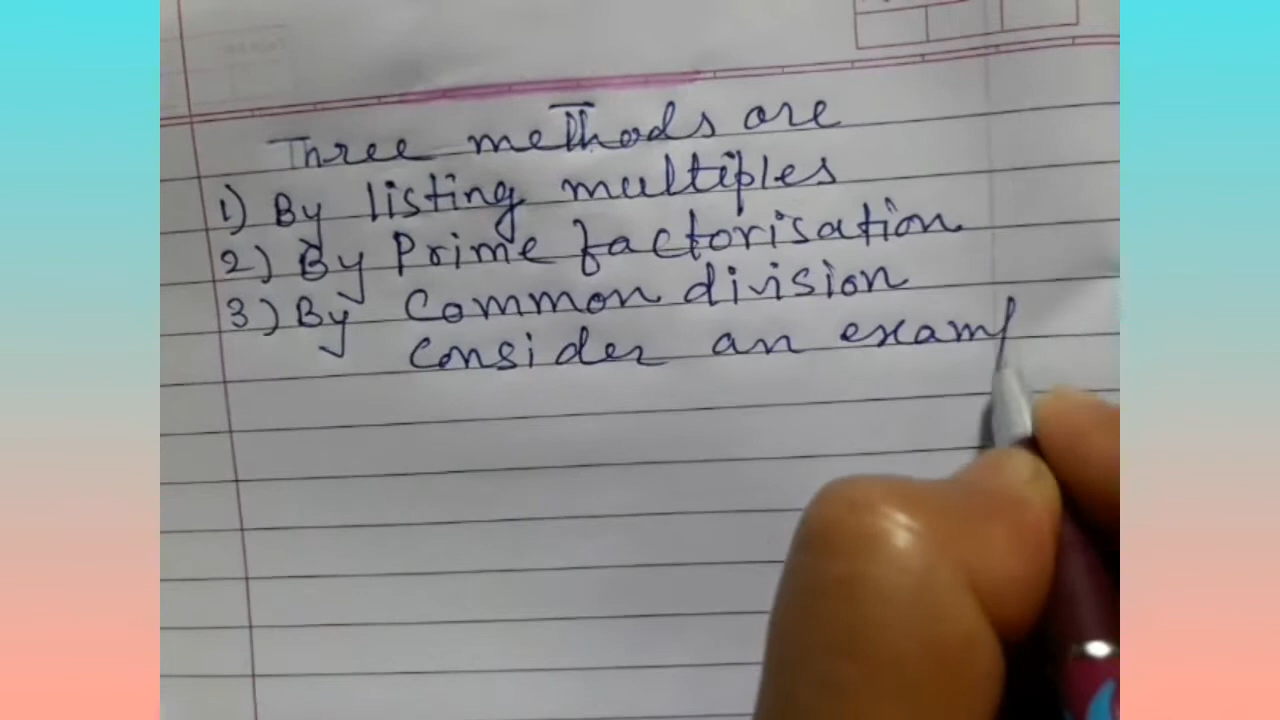 Three methods are
1) By listing multiples
2) By Prime factorisation
3) By Common division
Consider an examp